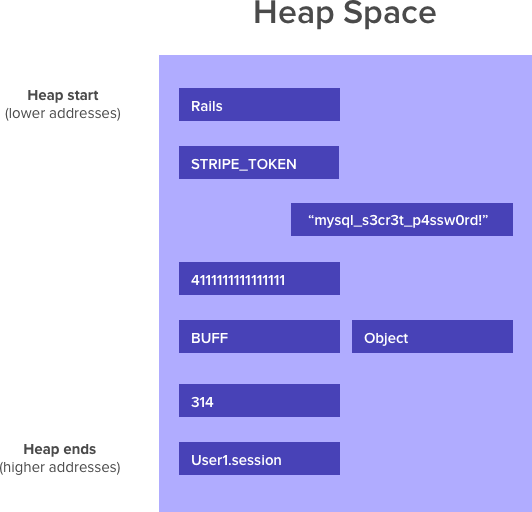 Heap Space
Heap start
(lower addresses)
Rails
STRIPE_TOKEN
“mysql_s3cr3t_p4ssw0rd!”
4111111111111111
BUFF
Object
314
Heap ends
(higher addresses)
User1.session